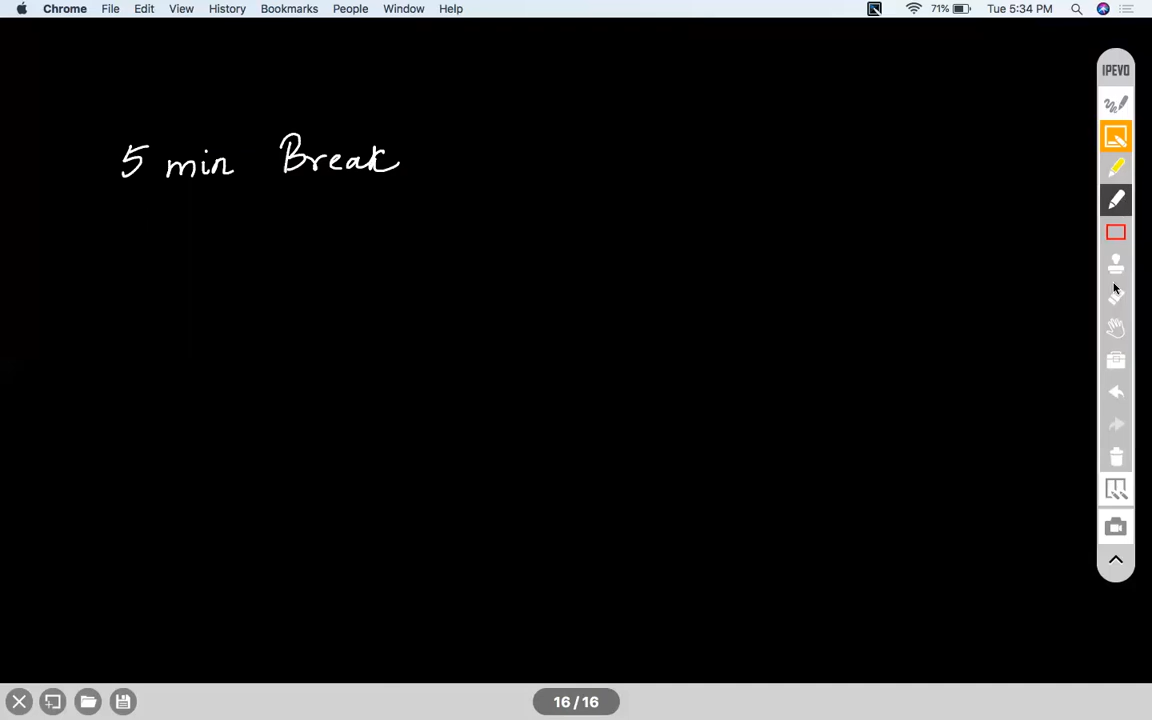 Chrome File Edit View History Bookmarks People Window Help 71% Tue 5:34 PM
IPEVO
5 min Break
16 / 16